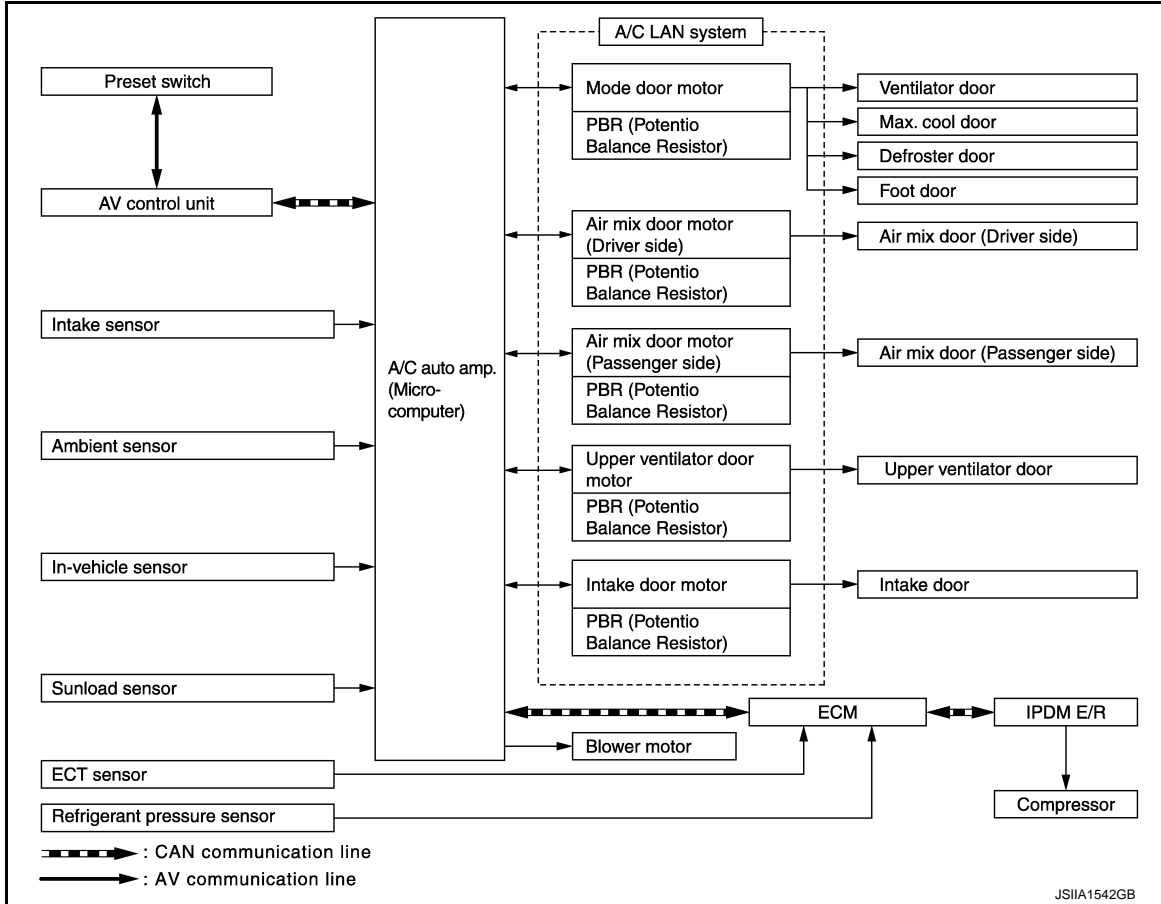 A/C LAN system
Preset switch
AV control unit
Intake sensor
Ambient sensor
In-vehicle sensor
Sunload sensor
ECT sensor
Refrigerant pressure sensor
A/C auto amp.
(Micro-
computer)
Mode door motor
PBR (Potentio
Balance Resistor)
Air mix door motor
(Driver side)
PBR (Potentio
Balance Resistor)
Air mix door motor
(Passenger side)
PBR (Potentio
Balance Resistor)
Upper ventilator door
motor
PBR (Potentio
Balance Resistor)
Intake door motor
PBR (Potentio
Balance Resistor)
Ventilator door
Max. cool door
Defroster door
Foot door
Air mix door (Driver side)
Air mix door (Passenger side)
Upper ventilator door
Intake door
ECM
IPDM E/R
Blower motor
Compressor
: CAN communication line
: AV communication line
JSIIA1542GB